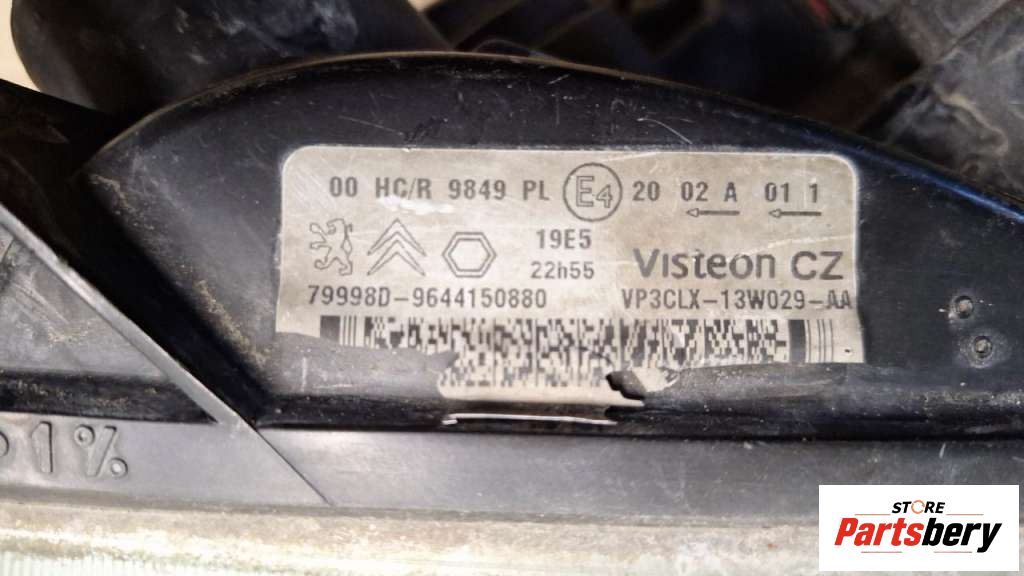 00 HC/R 9849 PL E4 20 02 A 01 1
19E5
22h55
Visteon CZ
79998D-9644150880
VP3CLX-13W029-AA
1%
STORE
Partsbery